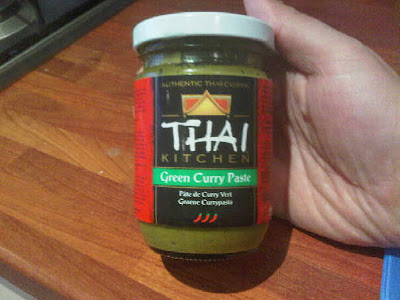 AUTHENTIC THAI CUISINE
THAI
KITCHEN
Green Curry Paste
Pâte de Curry Vert
Groene Currypasta